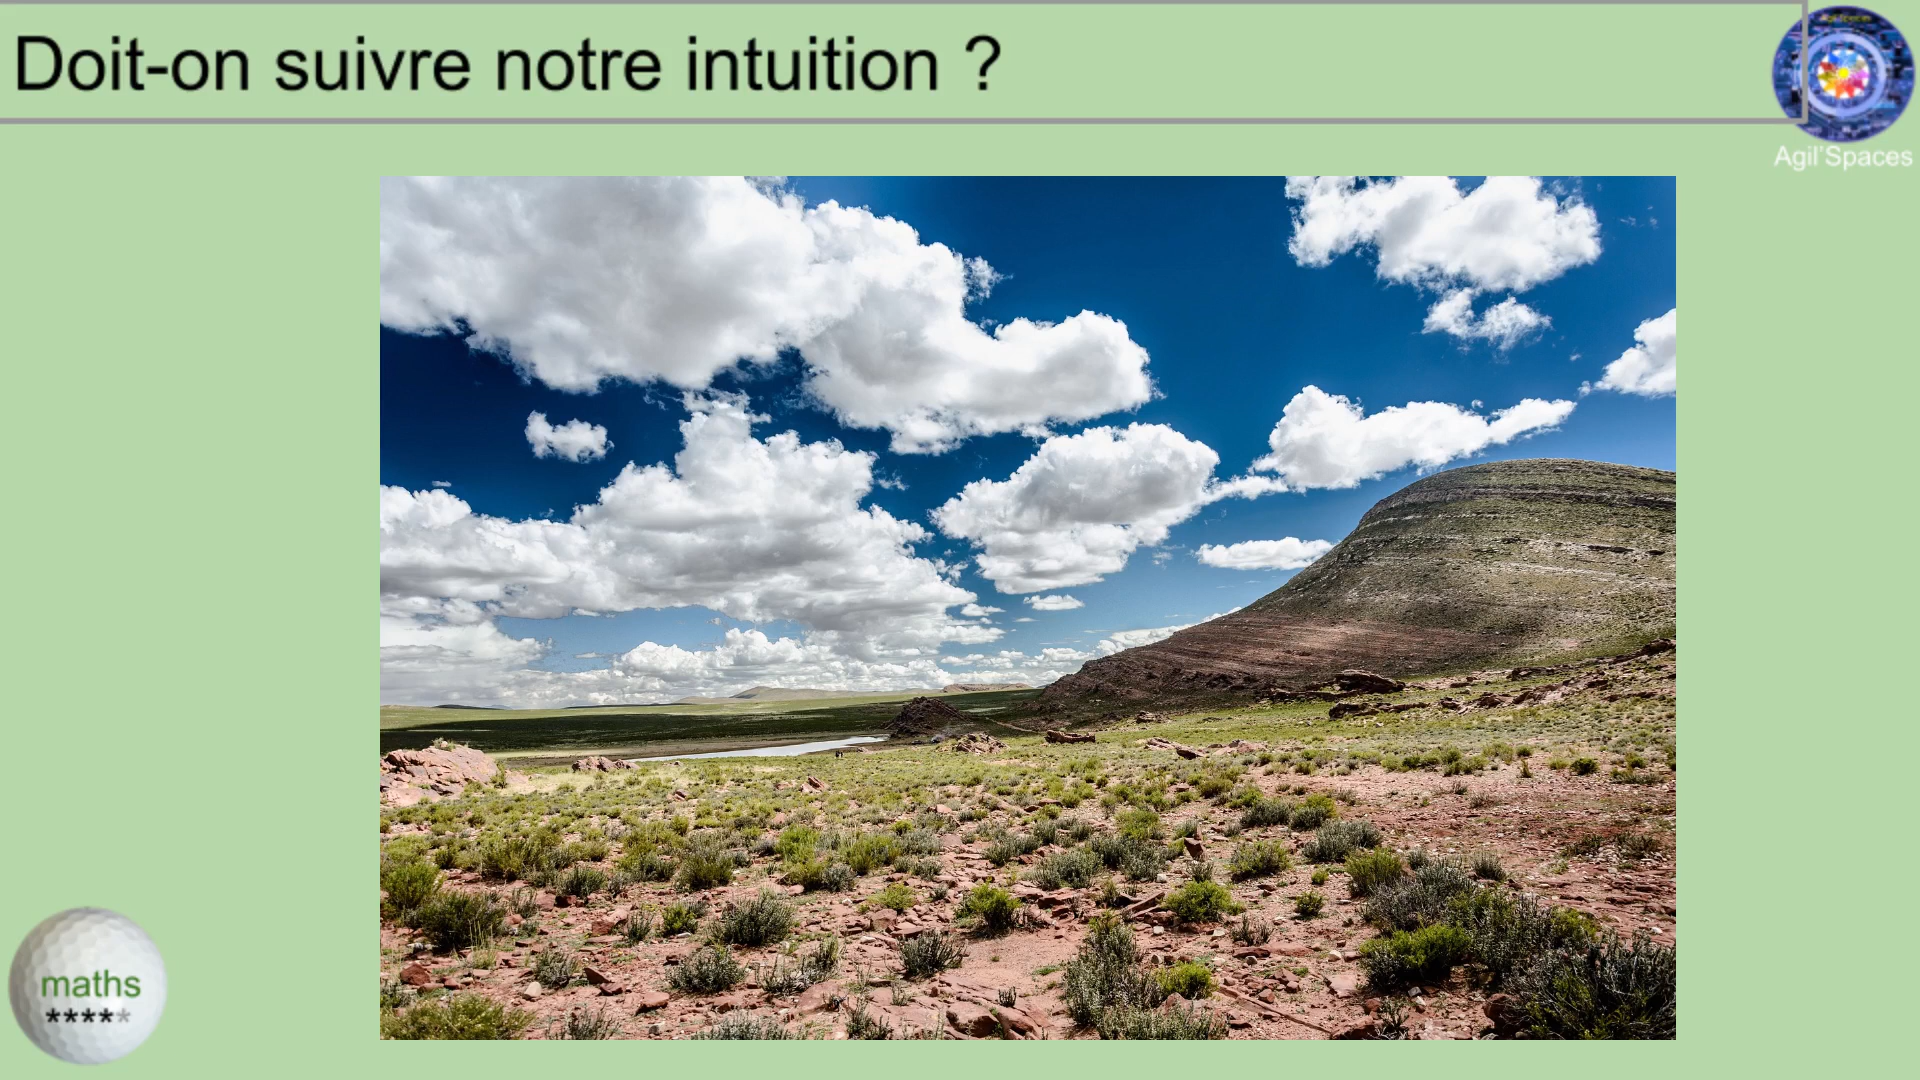 Doit-on suivre notre intuition ?
Agil'Spaces
maths
*****